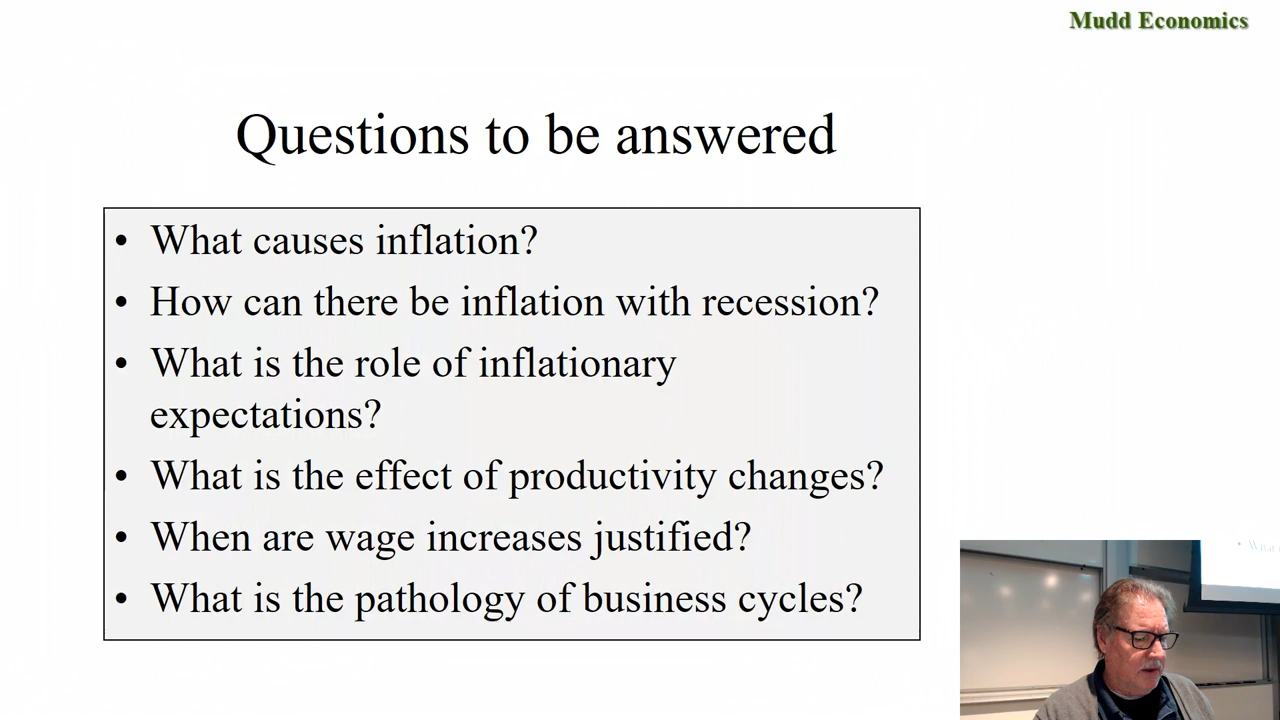 Mudd Economics
Questions to be answered
• What causes inflation?
• How can there be inflation with recession?
• What is the role of inflationary
expectations?
• What is the effect of productivity changes?
• When are wage increases justified?
• What is the pathology of business cycles?
• What